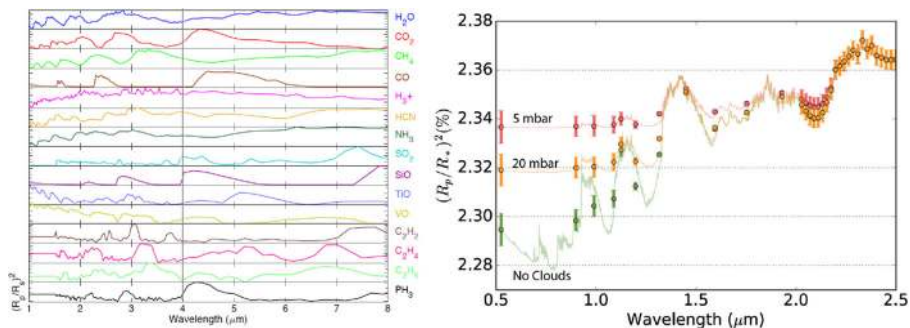 H₂O
CO₂
CH₄
CO
H₃+
HCN
NH₃
SO₂
SiO
TiO
VO
C₂H₂
C₂H₄
C₂H₆
PH₃
(Rₚ/Rₛ)²
1 2 3 4 5 6 7 8
Wavelength (μm)
2.38
2.36
2.34
2.32
2.30
2.28
(Rₚ/R⋆)²(%)
5 mbar
20 mbar
No Clouds
0.5 1.0 1.5 2.0 2.5
Wavelength (μm)